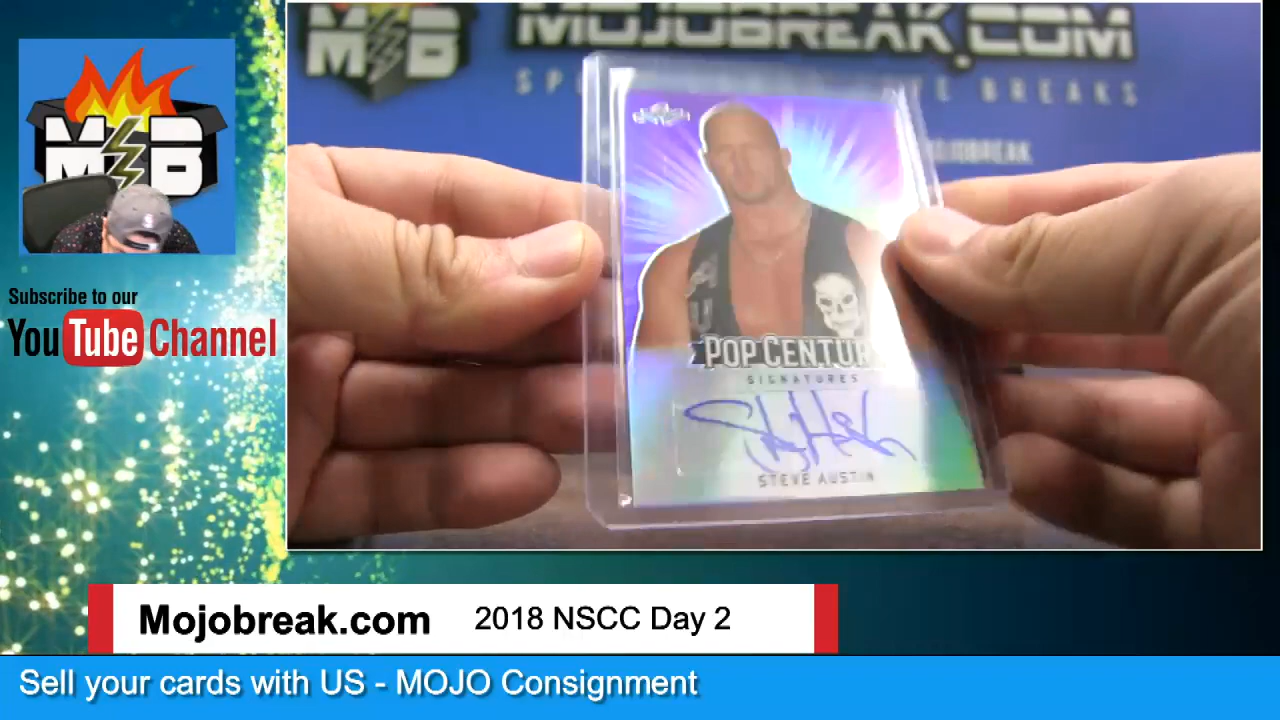 MOJOBREAK.COM
M B
M B
Subscribe to our
YouTube Channel
POP CENTUR
SIGNATURES
STEVE AUSTIN
Mojobreak.com
2018 NSCC Day 2
Sell your cards with US - MOJO Consignment